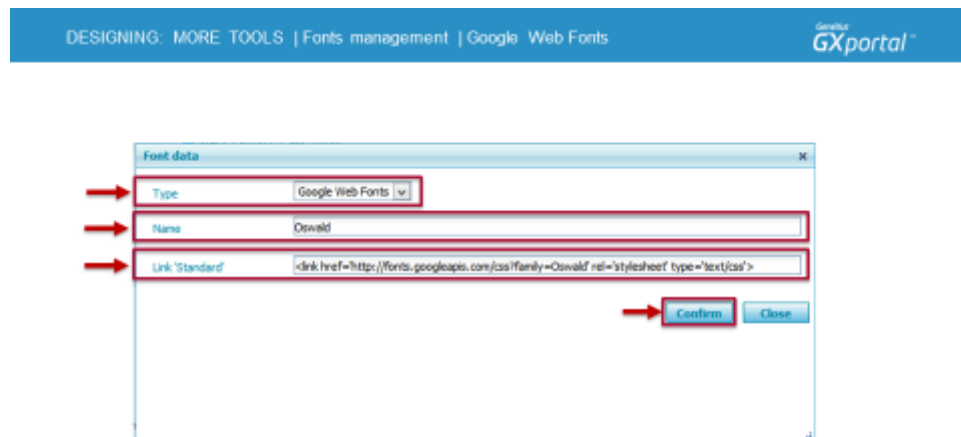 DESIGNING: MORE TOOLS | Fonts management | Google Web Fonts
GeneXus
GXportal™
Font data
Type Google Web Fonts
Name Oswald
Link 'Standard' <link href='http://fonts.googleapis.com/css?family=Oswald' rel='stylesheet' type='text/css'>
Confirm Close